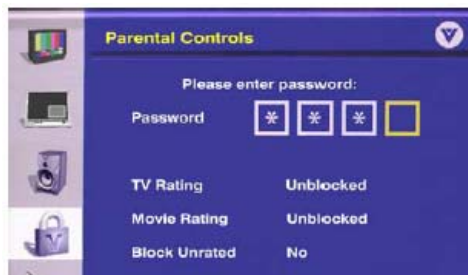 Parental Controls
Please enter password:
Password * * *
TV Rating Unblocked
Movie Rating Unblocked
Block Unrated No